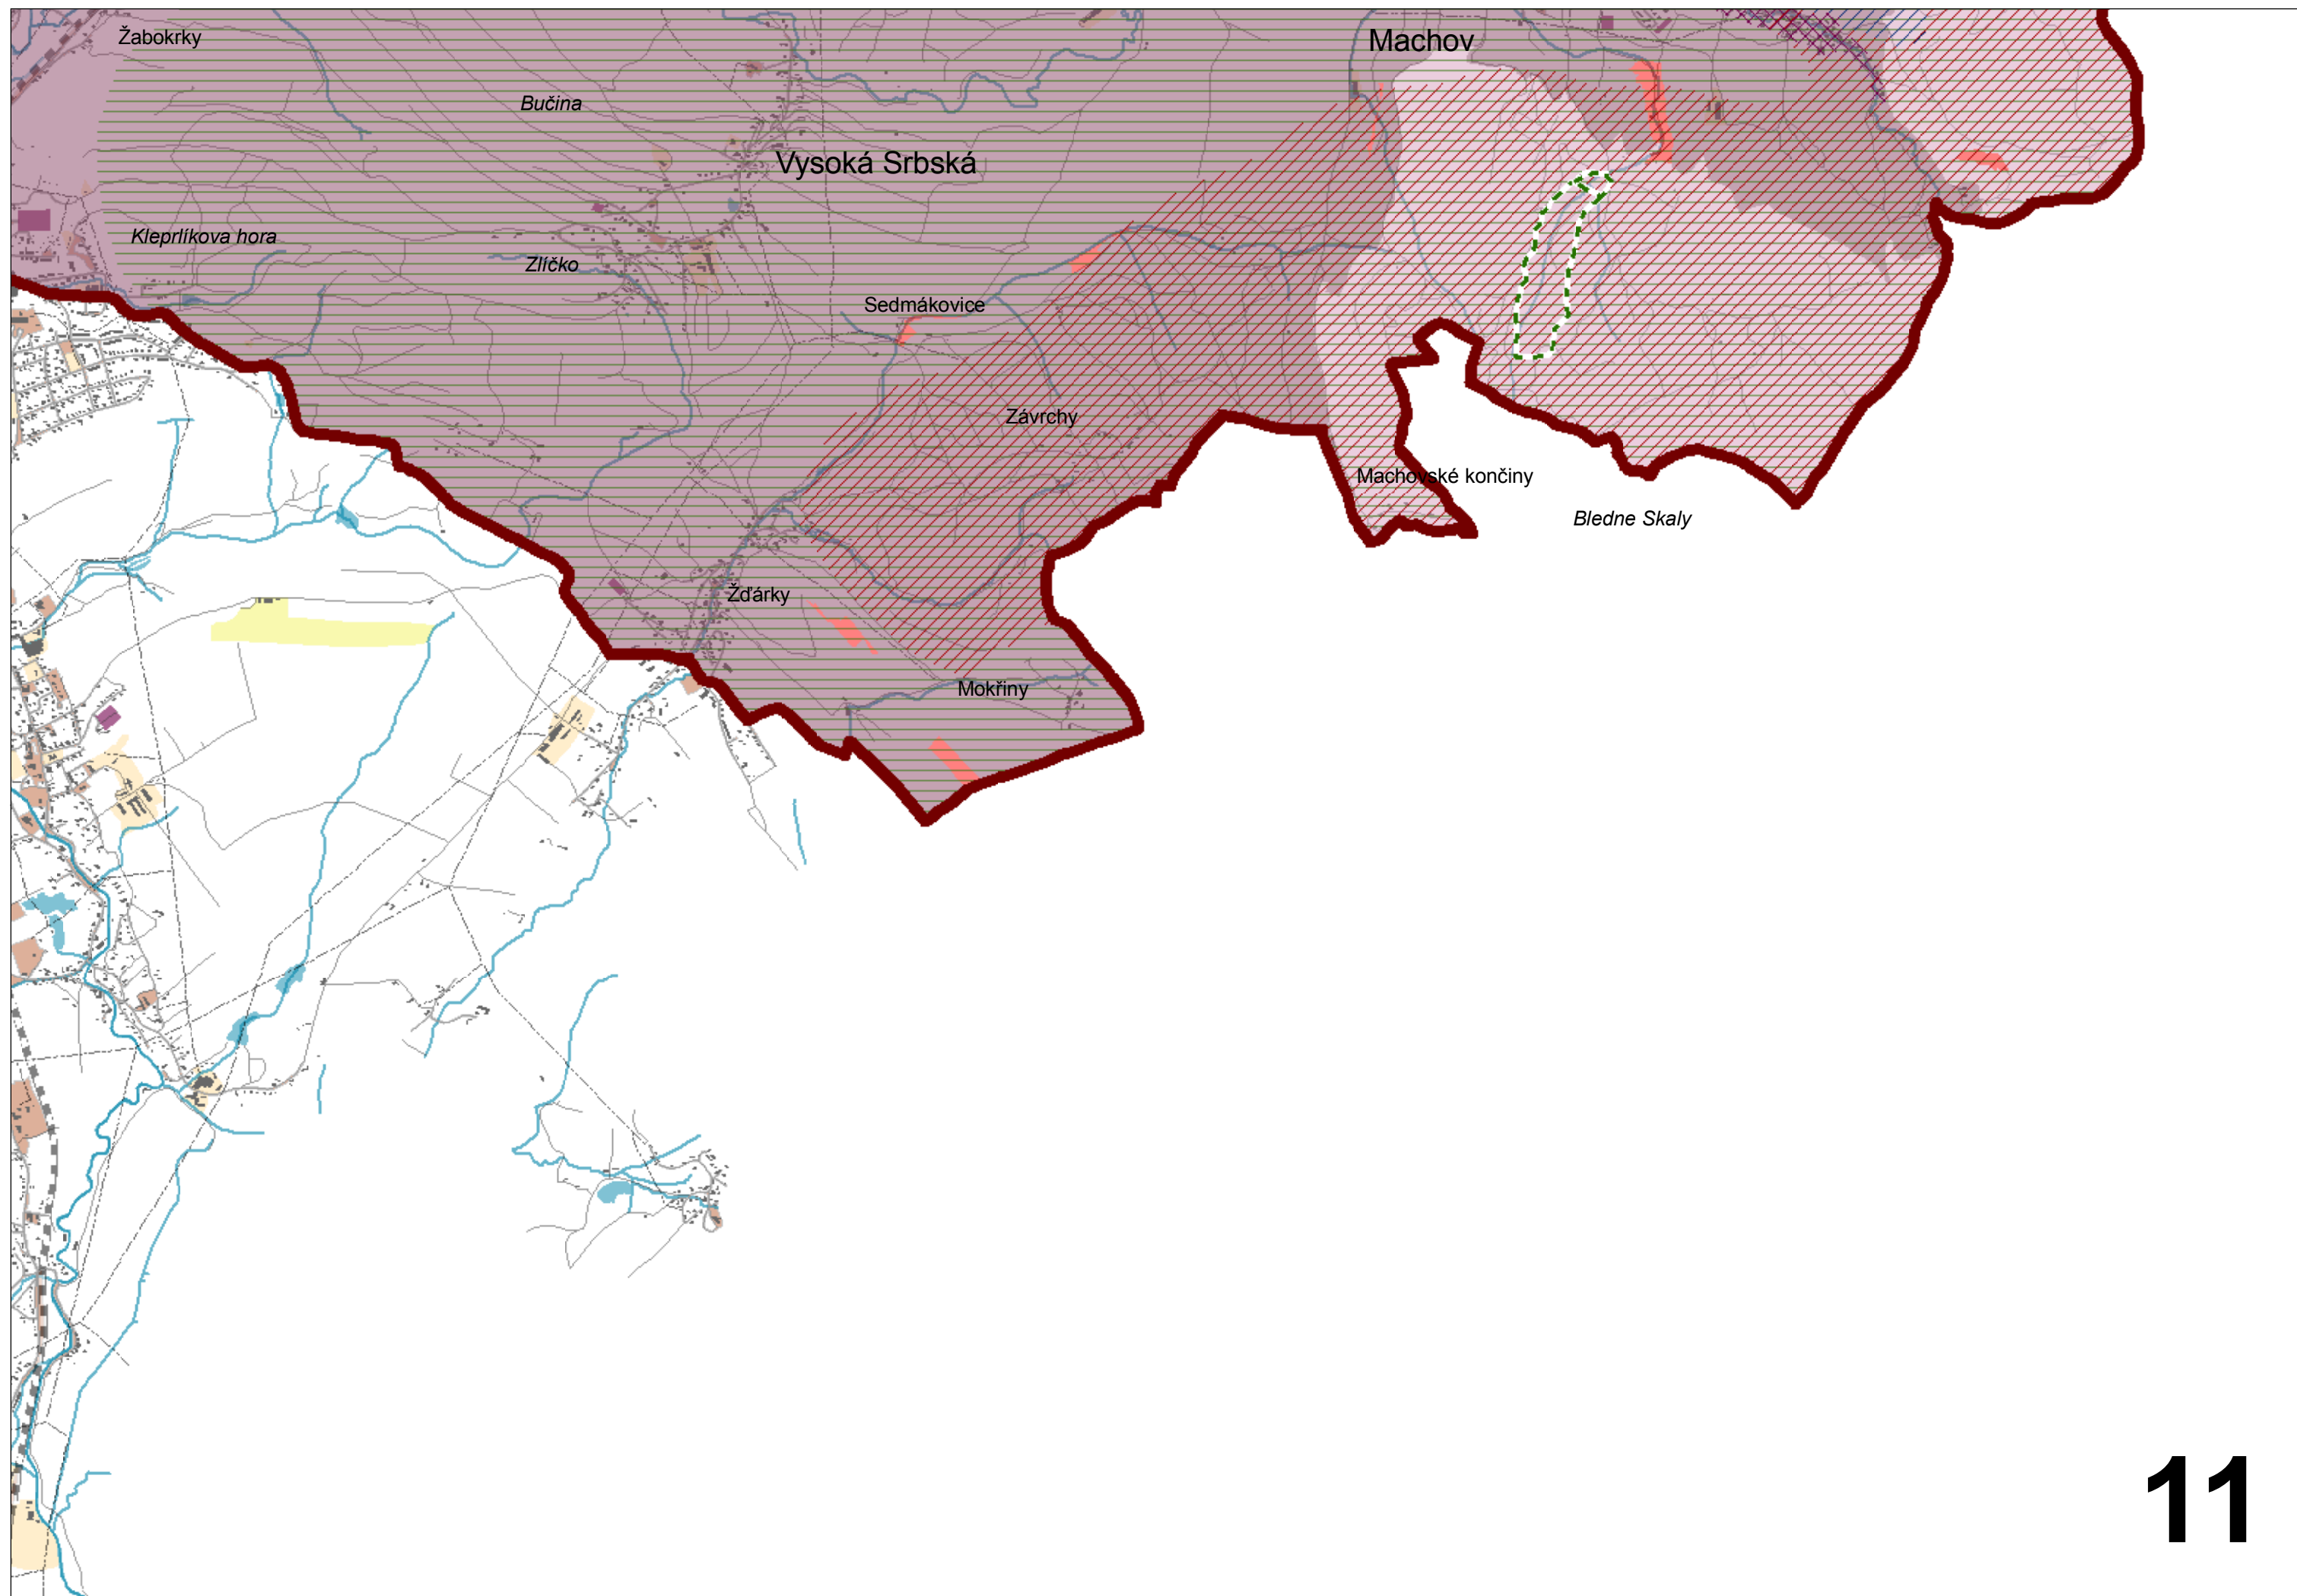 Žabokrky
Machov
Bučina
Vysoká Srbská
Kleprlíkova hora
Zlíčko
Sedmákovice
Závrchy
Machovské končiny
Bledne Skaly
Žďárky
Mokřiny
11